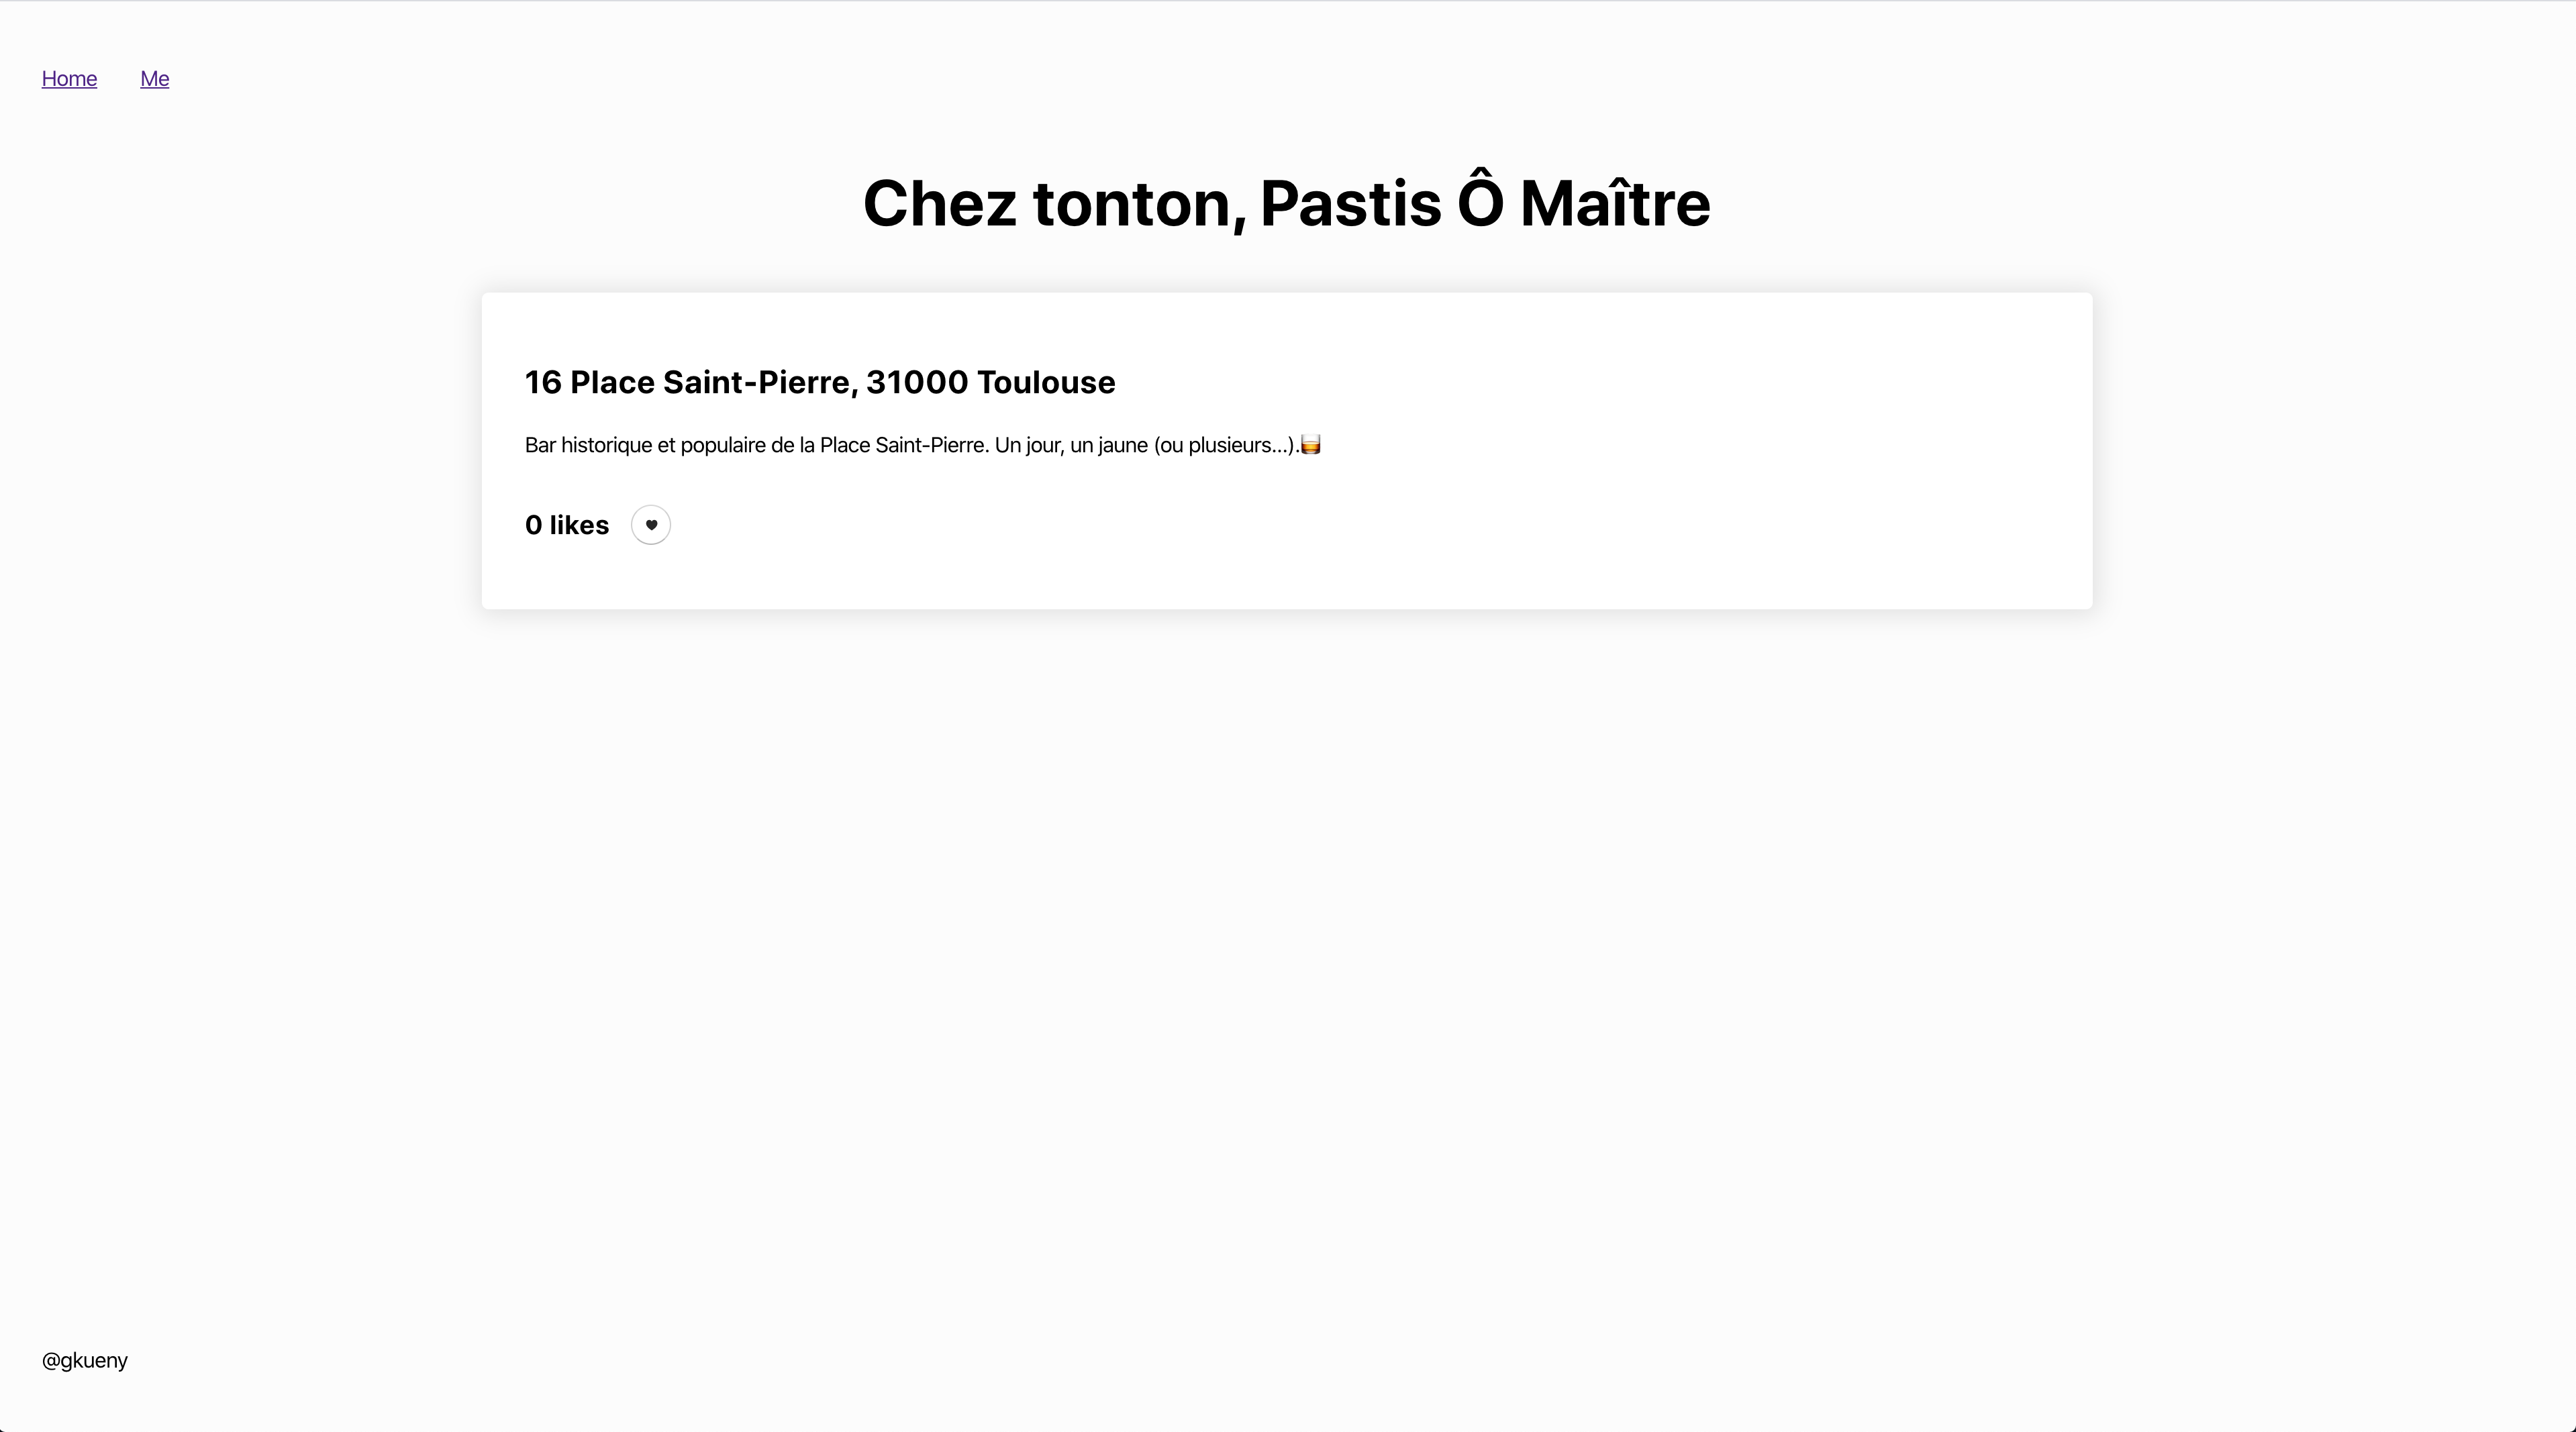 Home Me
Chez tonton, Pastis Ô Maître
16 Place Saint-Pierre, 31000 Toulouse
Bar historique et populaire de la Place Saint-Pierre. Un jour, un jaune (ou plusieurs...).🥃
0 likes
@gkueny